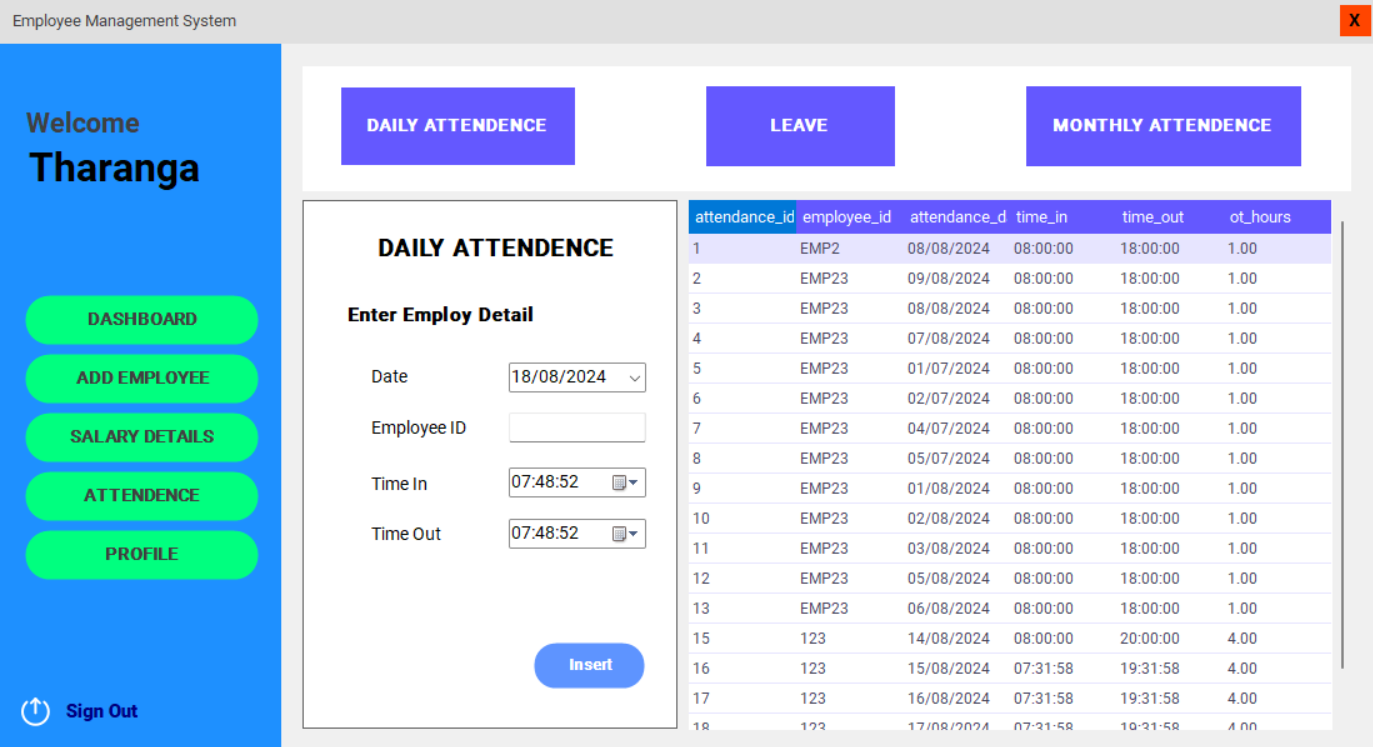 Employee Management System
X
Welcome
Tharanga
DASHBOARD
ADD EMPLOYEE
SALARY DETAILS
ATTENDENCE
PROFILE
Sign Out
DAILY ATTENDENCE LEAVE MONTHLY ATTENDENCE
DAILY ATTENDENCE
Enter Employ Detail
Date 18/08/2024
Employee ID
Time In 07:48:52
Time Out 07:48:52
Insert
attendance_id employee_id attendance_d time_in time_out ot_hours
1 EMP2 08/08/2024 08:00:00 18:00:00 1.00
2 EMP23 09/08/2024 08:00:00 18:00:00 1.00
3 EMP23 08/08/2024 08:00:00 18:00:00 1.00
4 EMP23 07/08/2024 08:00:00 18:00:00 1.00
5 EMP23 01/07/2024 08:00:00 18:00:00 1.00
6 EMP23 02/07/2024 08:00:00 18:00:00 1.00
7 EMP23 04/07/2024 08:00:00 18:00:00 1.00
8 EMP23 05/07/2024 08:00:00 18:00:00 1.00
9 EMP23 01/08/2024 08:00:00 18:00:00 1.00
10 EMP23 02/08/2024 08:00:00 18:00:00 1.00
11 EMP23 03/08/2024 08:00:00 18:00:00 1.00
12 EMP23 05/08/2024 08:00:00 18:00:00 1.00
13 EMP23 06/08/2024 08:00:00 18:00:00 1.00
15 123 14/08/2024 08:00:00 20:00:00 4.00
16 123 15/08/2024 07:31:58 19:31:58 4.00
17 123 16/08/2024 07:31:58 19:31:58 4.00
18 123 17/08/2024 07:31:58 19:31:58 4.00